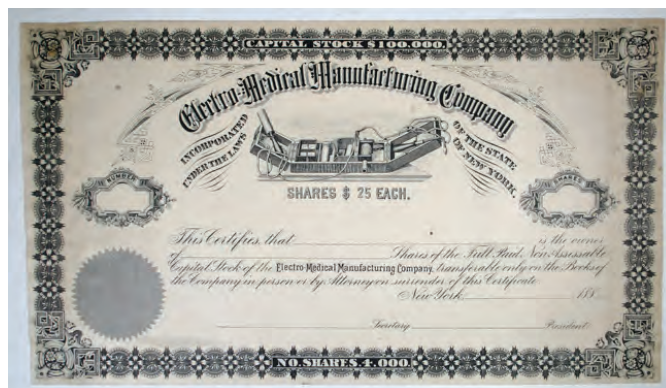 CAPITAL STOCK $100.000.
Electro-Medical Manufacturing Company
INCORPORATED
UNDER THE LAWS
OF THE STATE
OF NEW YORK.
NUMBER
SHARES
SHARES $ 25 EACH.
This Certifies, that is the owner
of Shares of the Full Paid Non-Assessable
Capital Stock of the Electro-Medical Manufacturing Company, transferable only on the Books of
the Company in person or by Attorney on surrender of this Certificate
New York, 188
Secretary President
NO. SHARES 4.000.